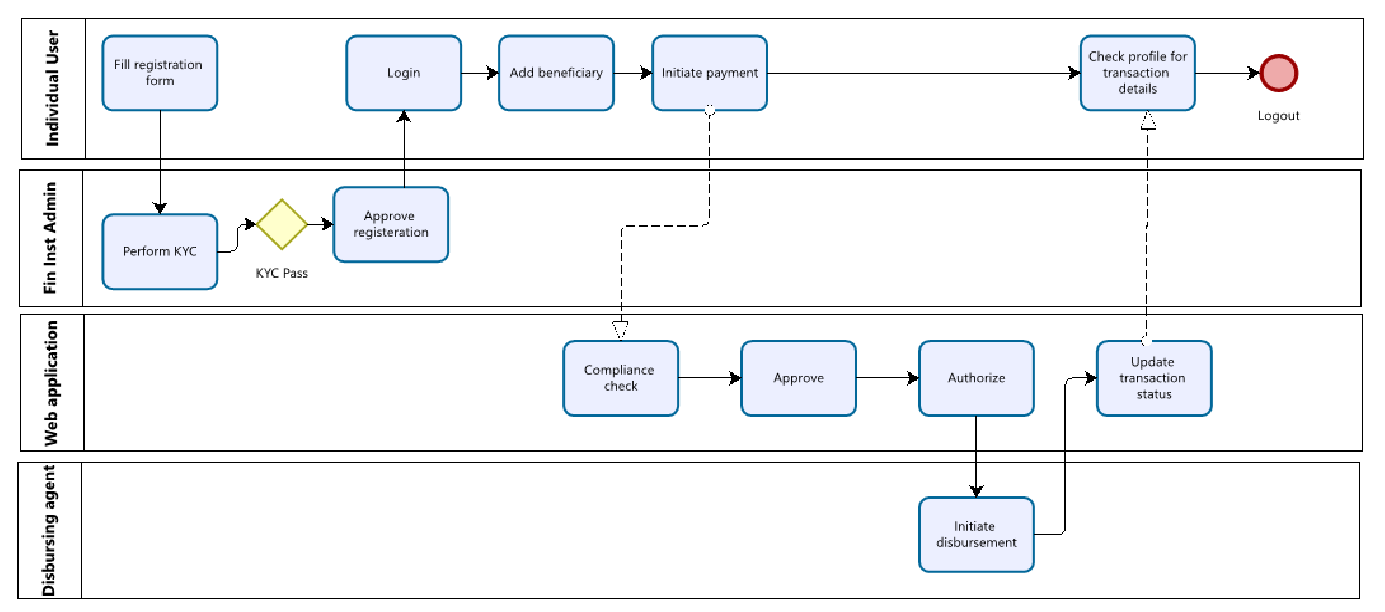 Individual User
Fill registration
form
Login
Add beneficiary
Initiate payment
Check profile for
transaction
details
Logout
Fin Inst Admin
Perform KYC
KYC Pass
Approve
registeration
Web application
Compliance
check
Approve
Authorize
Update
transaction
status
Disbursing agent
Initiate
disbursement